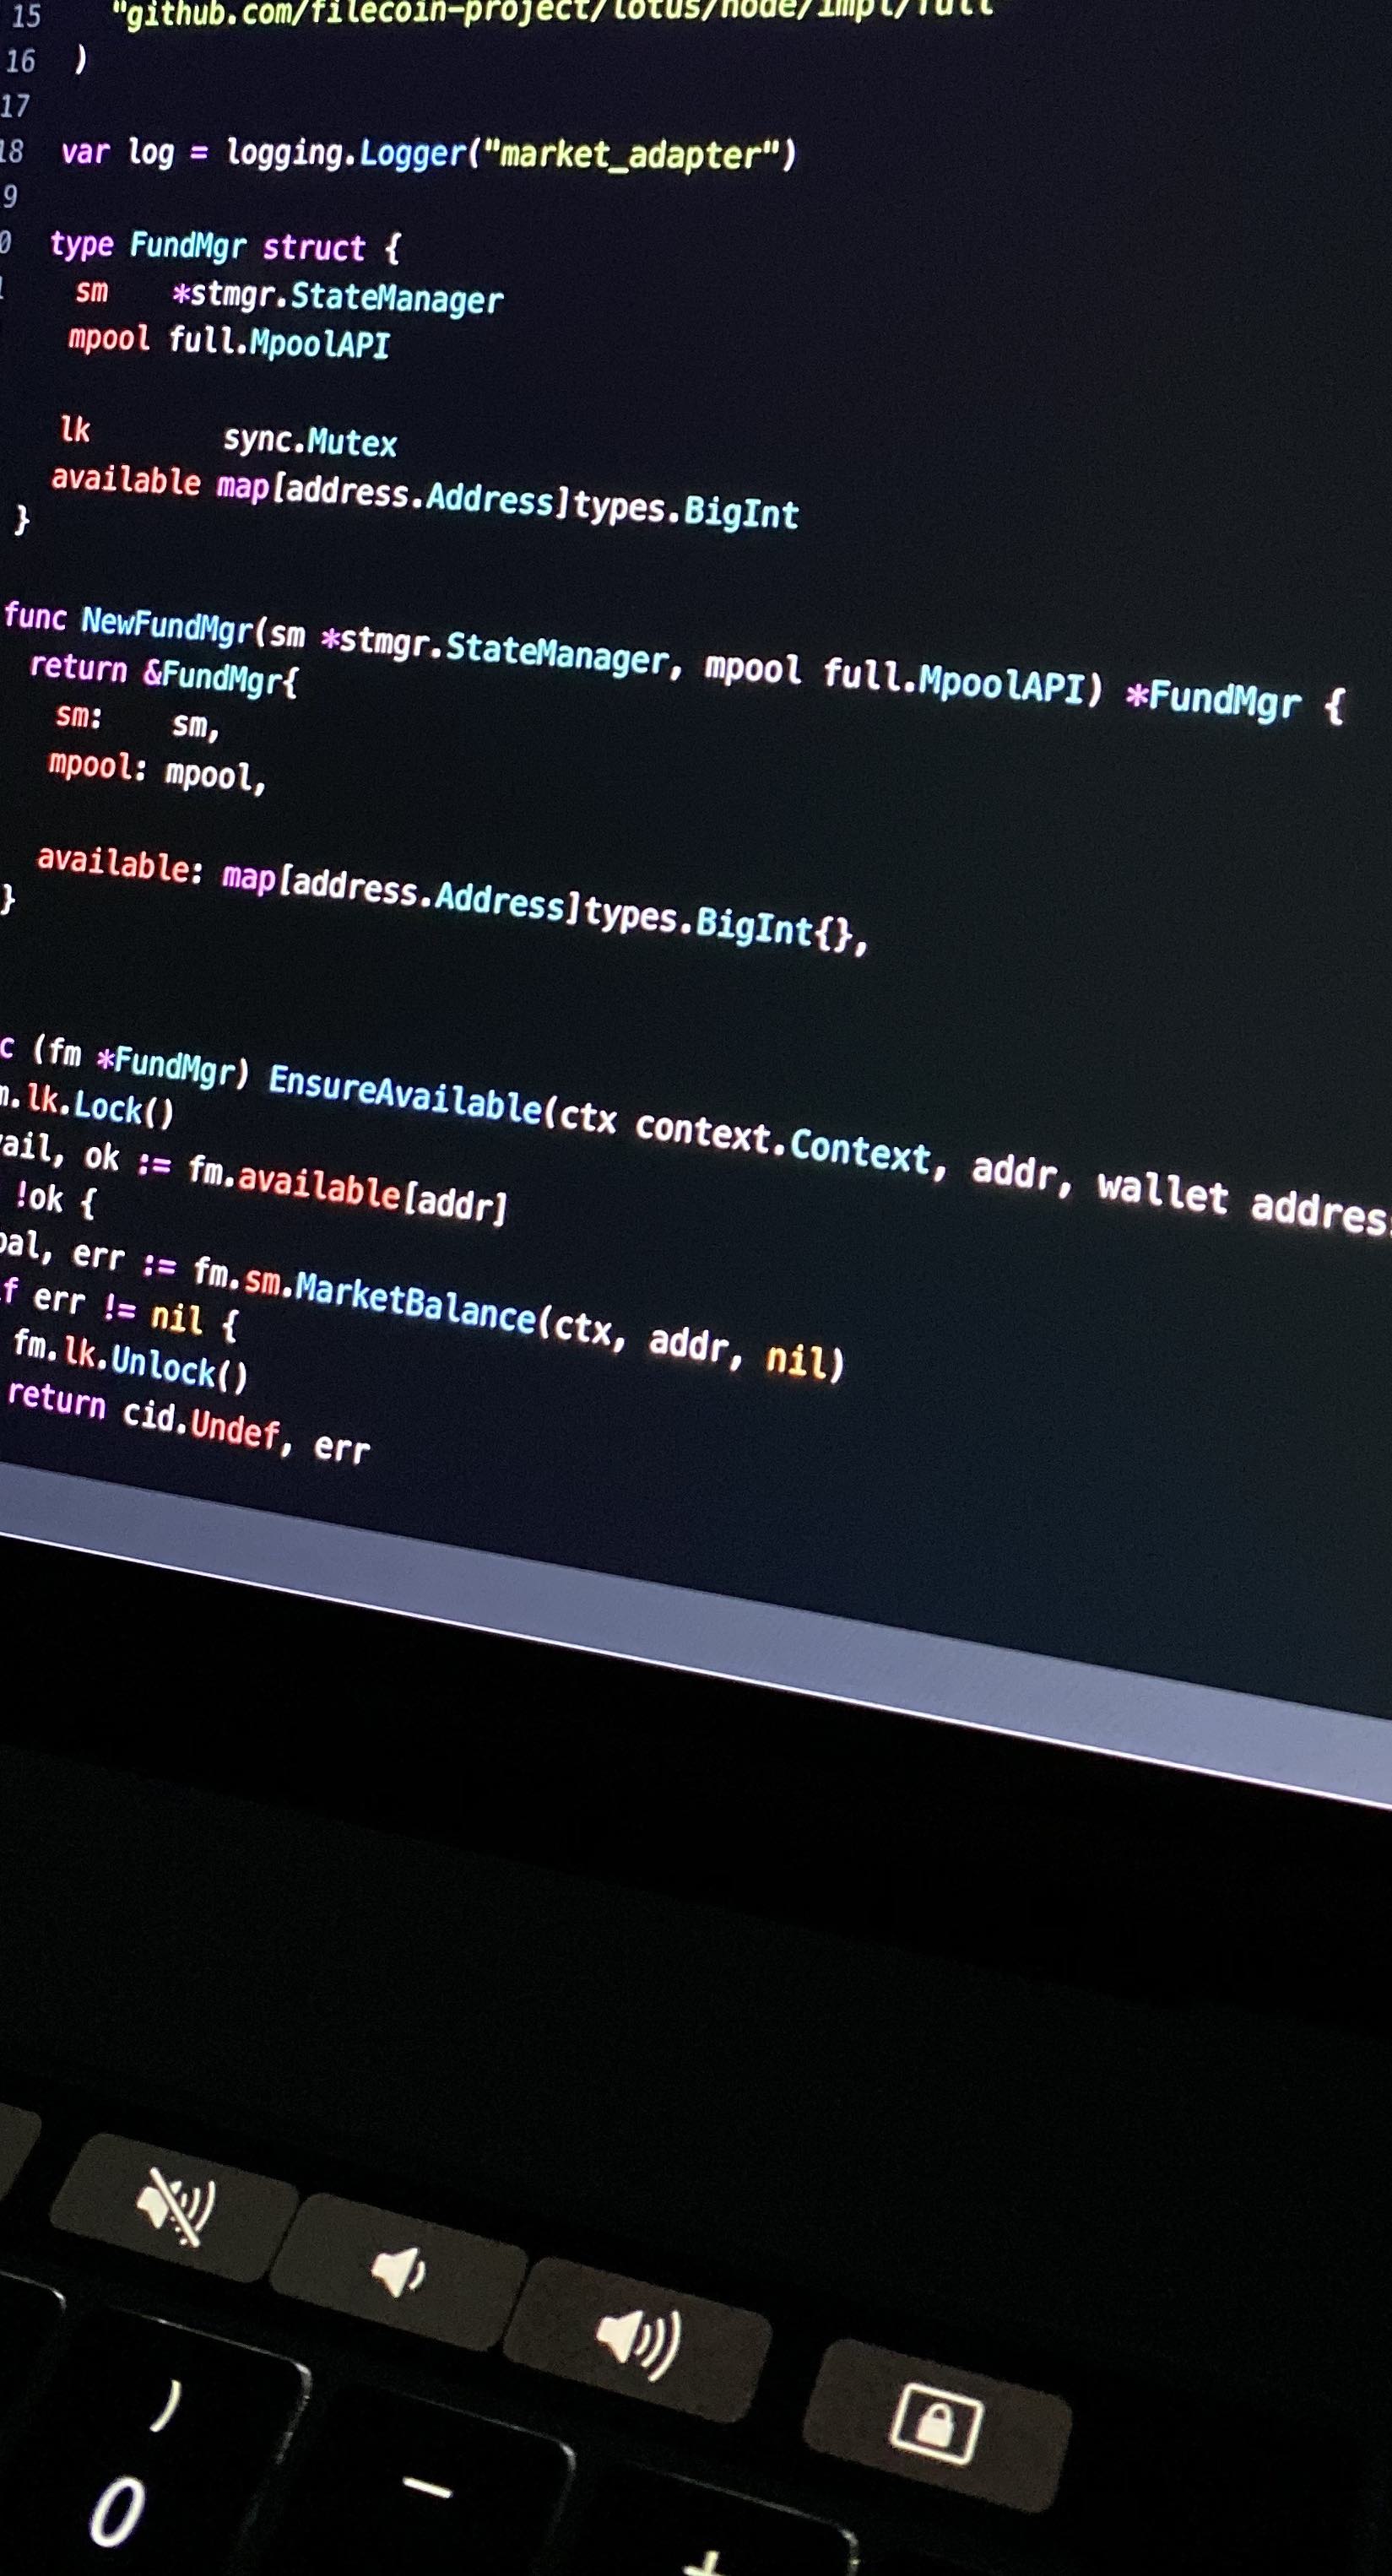 15 "github.com/filecoin-project/lotus/node/impl/full"
16 )
17
18 var log = logging.Logger("market_adapter")
9
0 type FundMgr struct {
sm *stmgr.StateManager
mpool full.MpoolAPI
lk sync.Mutex
available map[address.Address]types.BigInt
}
func NewFundMgr(sm *stmgr.StateManager, mpool full.MpoolAPI) *FundMgr {
return &FundMgr{
sm: sm,
mpool: mpool,
available: map[address.Address]types.BigInt{},
}
c (fm *FundMgr) EnsureAvailable(ctx context.Context, addr, wallet address
.lk.Lock()
ail, ok := fm.available[addr]
!ok {
bal, err := fm.sm.MarketBalance(ctx, addr, nil)
if err != nil {
fm.lk.Unlock()
return cid.Undef, err
)
0
–
+